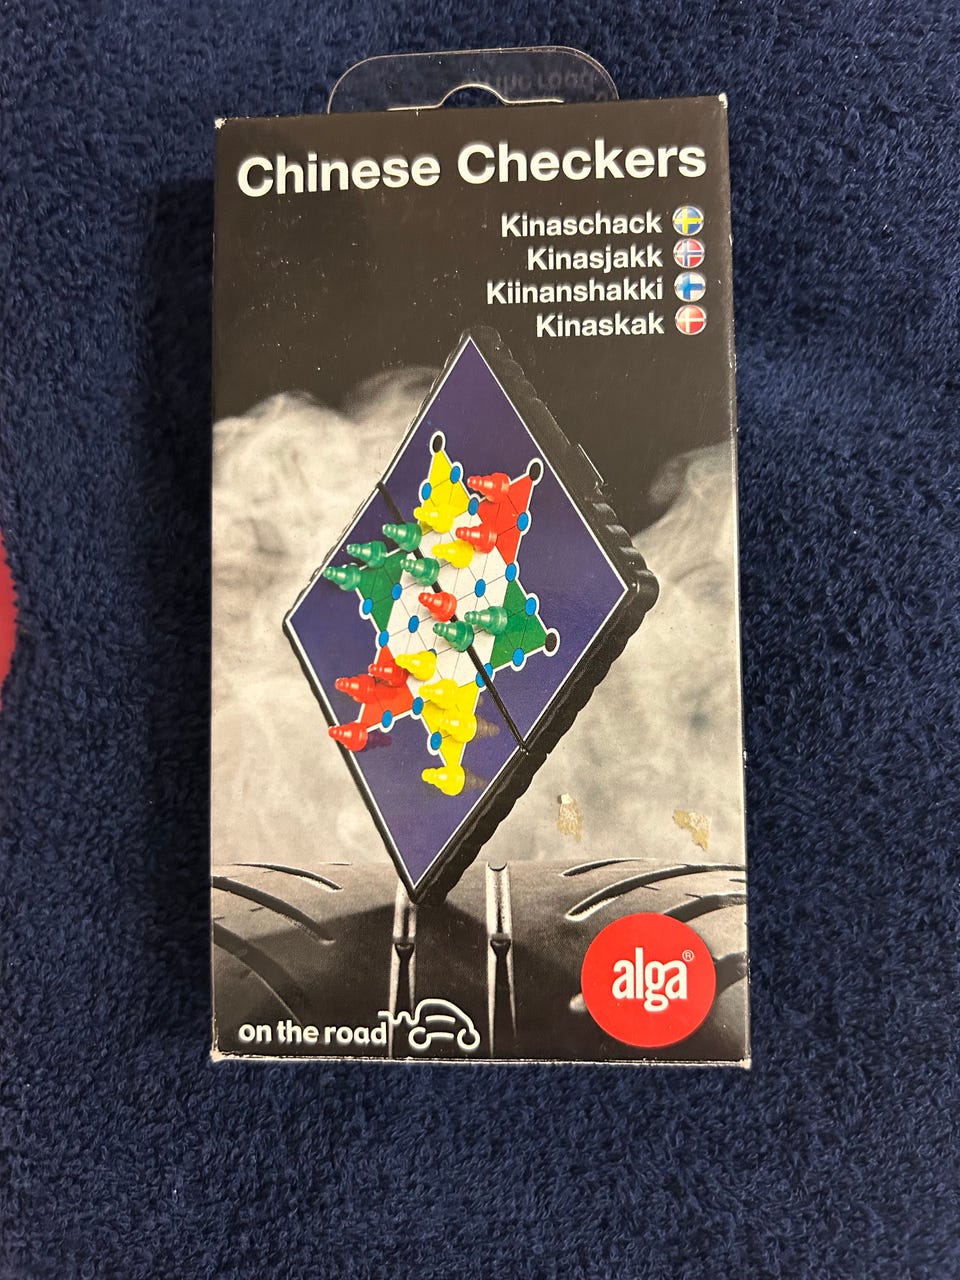 Chinese Checkers
Kinaschack
Kinasjakk
Kiinanshakki
Kinaskak
alga®
on the road